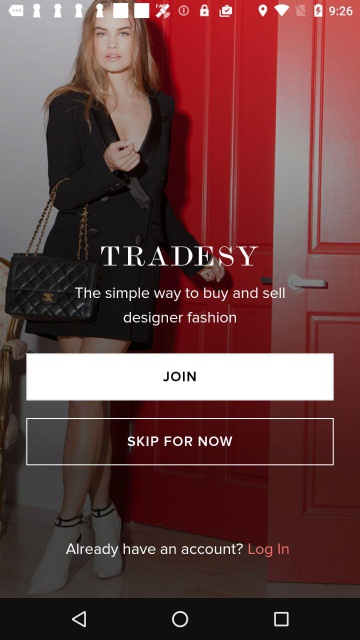 9:26
TRADESY
The simple way to buy and sell
designer fashion
JOIN
SKIP FOR NOW
Already have an account? Log In